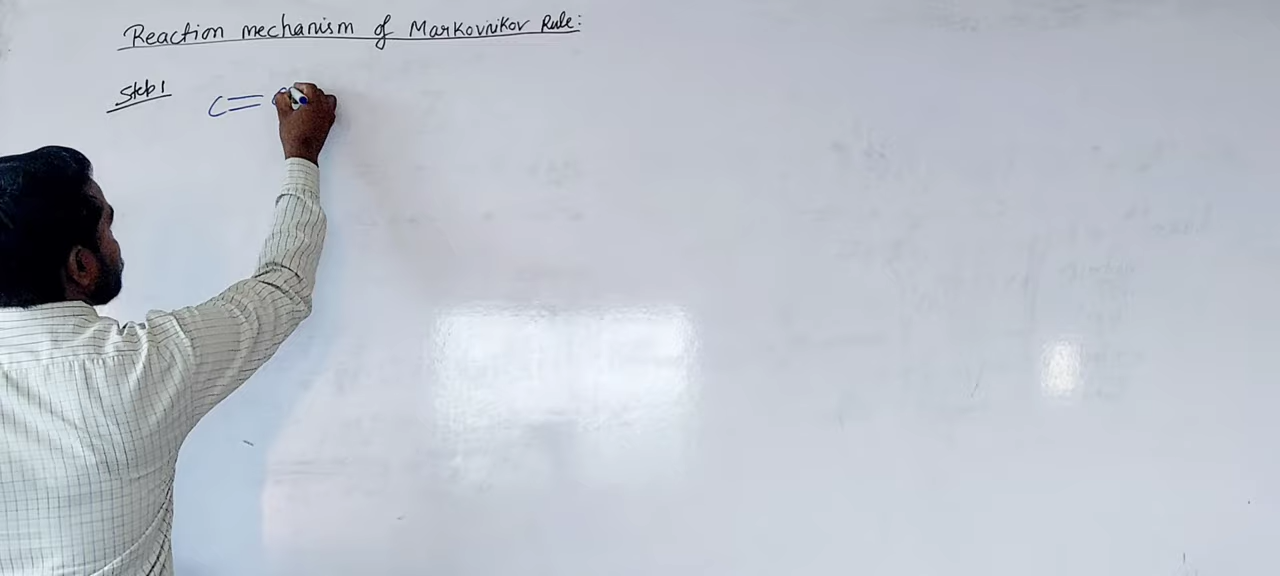 Reaction mechanism of Markovnikov Rule:
Step 1
C = C